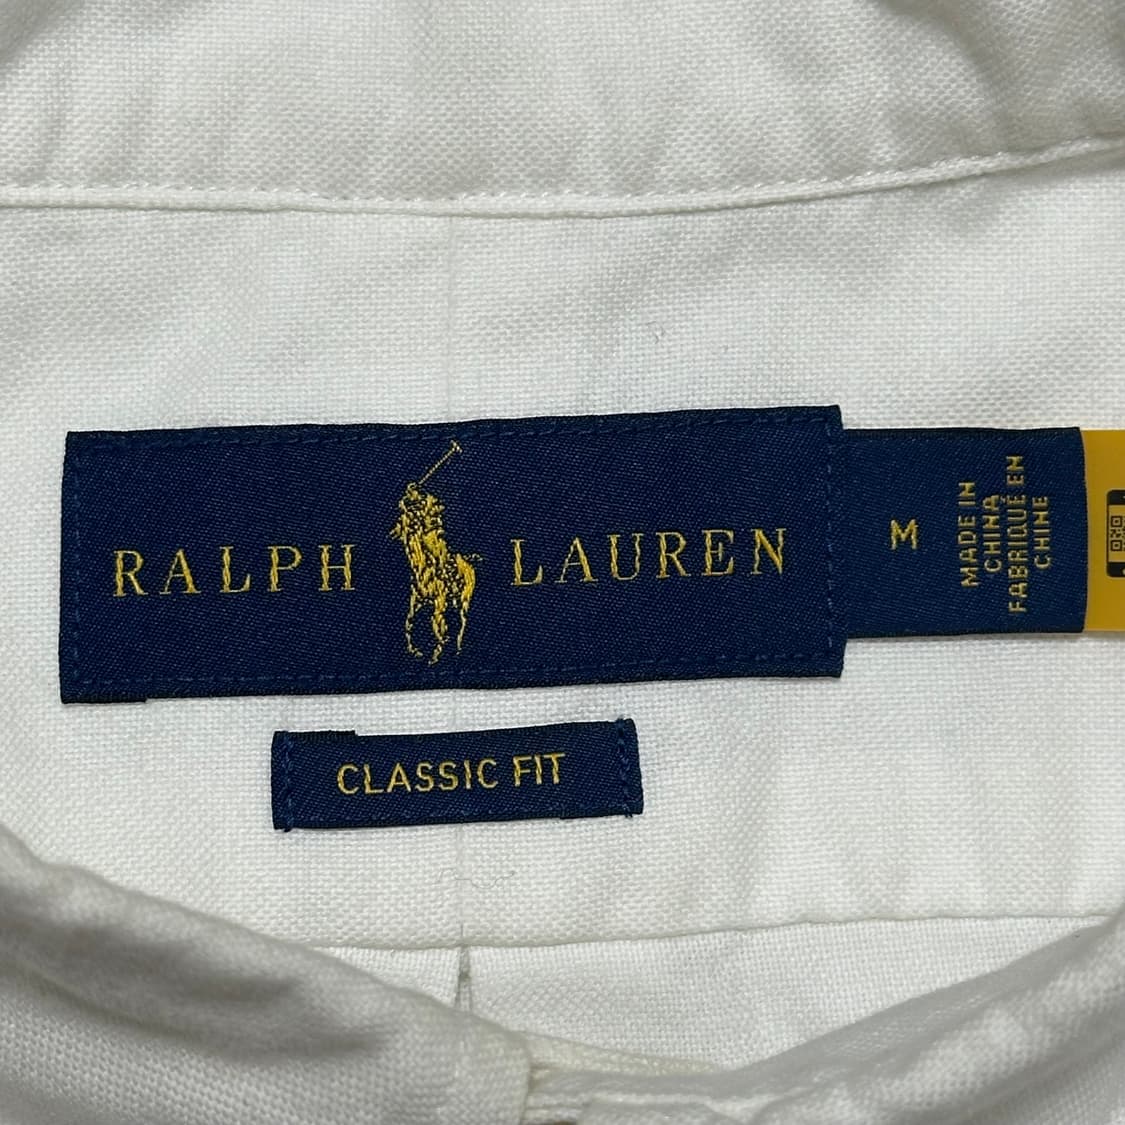 RALPH LAUREN
M
MADE IN
CHINA
FABRIQUÉ EN
CHINE
CLASSIC FIT